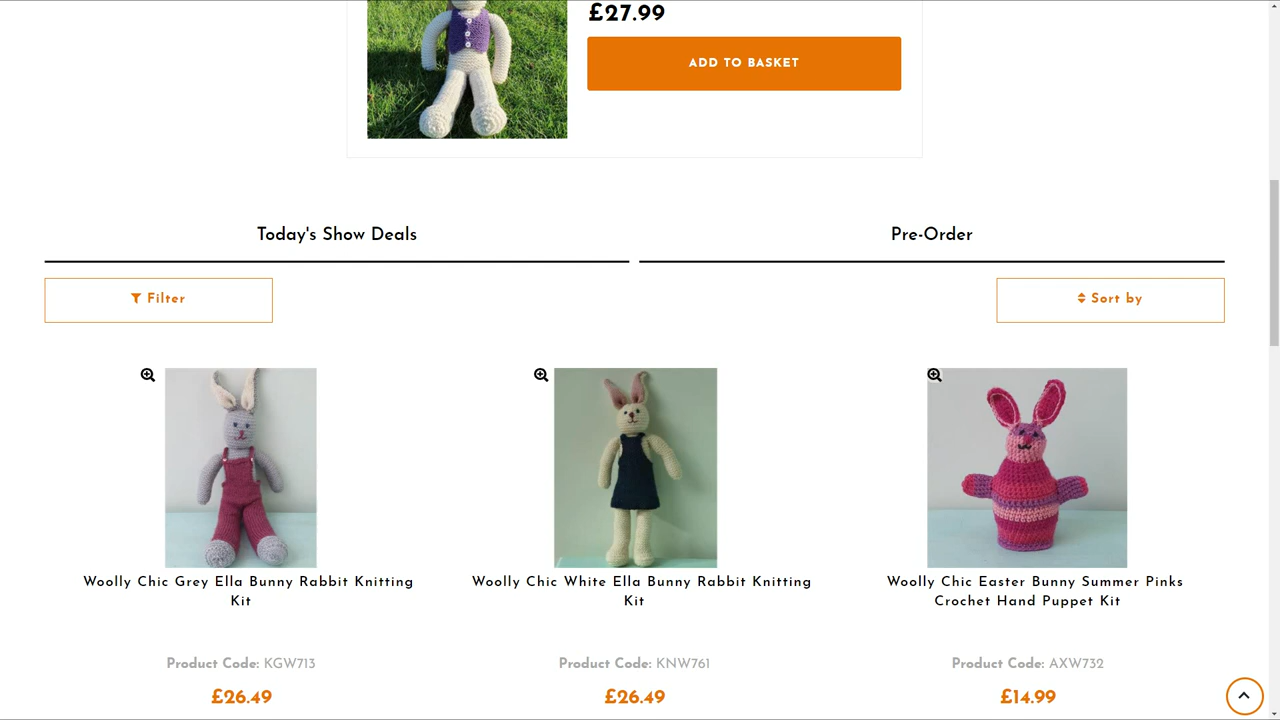 £27.99
ADD TO BASKET
Today's Show Deals
Pre-Order
Filter
Sort by
Woolly Chic Grey Ella Bunny Rabbit Knitting
Kit
Woolly Chic White Ella Bunny Rabbit Knitting
Kit
Woolly Chic Easter Bunny Summer Pinks
Crochet Hand Puppet Kit
Product Code: KGW713
Product Code: KNW761
Product Code: AXW732
£26.49
£26.49
£14.99